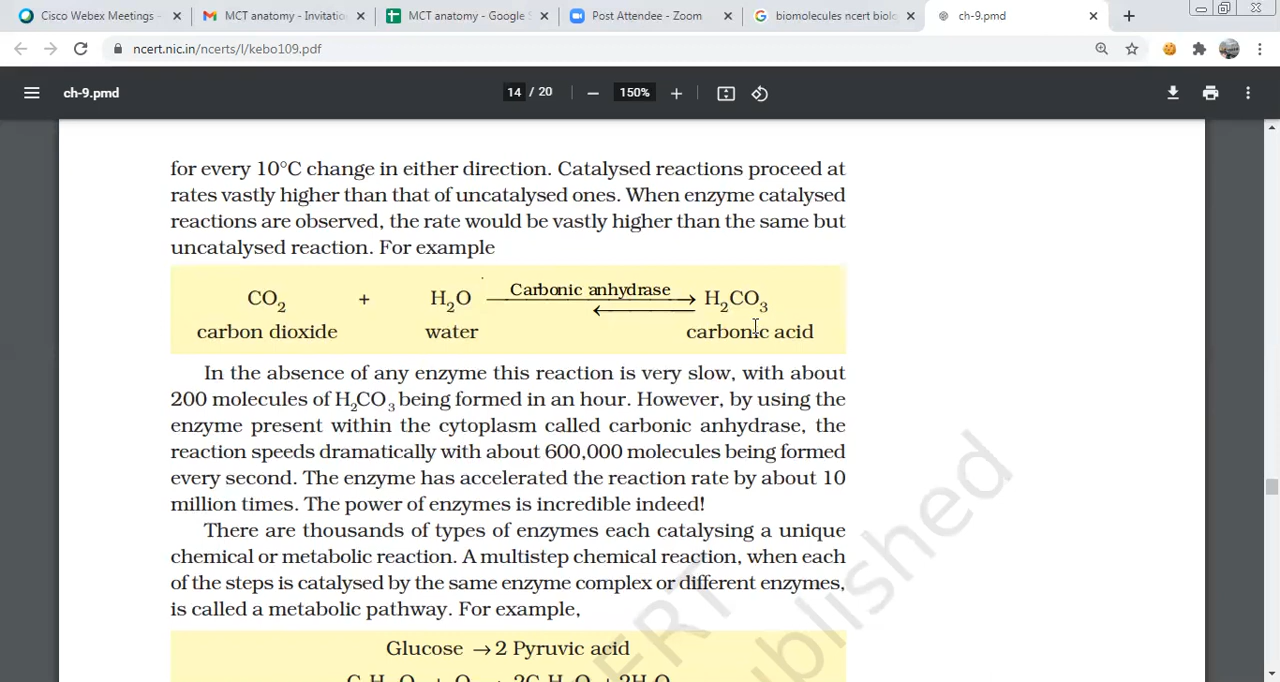 Cisco Webex Meetings -
MCT anatomy - Invitatio
MCT anatomy - Google S
Post Attendee - Zoom
biomolecules ncert biolo
ch-9.pmd
ncert.nic.in/ncerts/l/kebo109.pdf
ch-9.pmd
14 / 20
150%
for every 10°C change in either direction. Catalysed reactions proceed at
rates vastly higher than that of uncatalysed ones. When enzyme catalysed
reactions are observed, the rate would be vastly higher than the same but
uncatalysed reaction. For example
CO₂ + H₂O Carbonic anhydrase H₂CO₃
carbon dioxide water carbonic acid
In the absence of any enzyme this reaction is very slow, with about
200 molecules of H₂CO₃ being formed in an hour. However, by using the
enzyme present within the cytoplasm called carbonic anhydrase, the
reaction speeds dramatically with about 600,000 molecules being formed
every second. The enzyme has accelerated the reaction rate by about 10
million times. The power of enzymes is incredible indeed!
There are thousands of types of enzymes each catalysing a unique
chemical or metabolic reaction. A multistep chemical reaction, when each
of the steps is catalysed by the same enzyme complex or different enzymes,
is called a metabolic pathway. For example,
Glucose → 2 Pyruvic acid